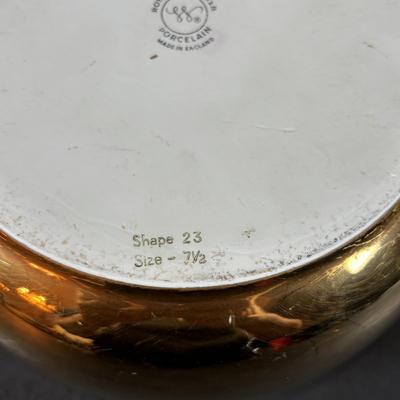 PORCELAIN
MADE IN ENGLAND
Shape 23
Size - 7½